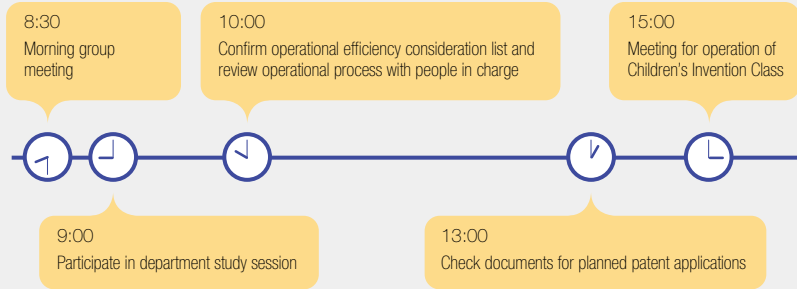 8:30
Morning group
meeting
9:00
Participate in department study session
10:00
Confirm operational efficiency consideration list and
review operational process with people in charge
13:00
Check documents for planned patent applications
15:00
Meeting for operation of
Children's Invention Class